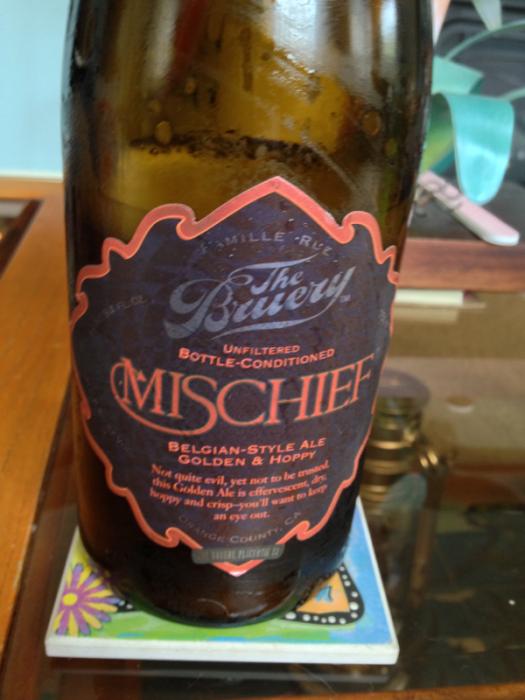 FAMILLE RUE
The
Bruery
UNFILTERED
BOTTLE-CONDITIONED
MISCHIEF
BELGIAN-STYLE ALE
GOLDEN & HOPPY
Not quite evil, yet not to be trusted,
this Golden Ale is effervescent, dry,
hoppy and crisp–you'll want to keep
an eye out.
ORANGE COUNTY, CA